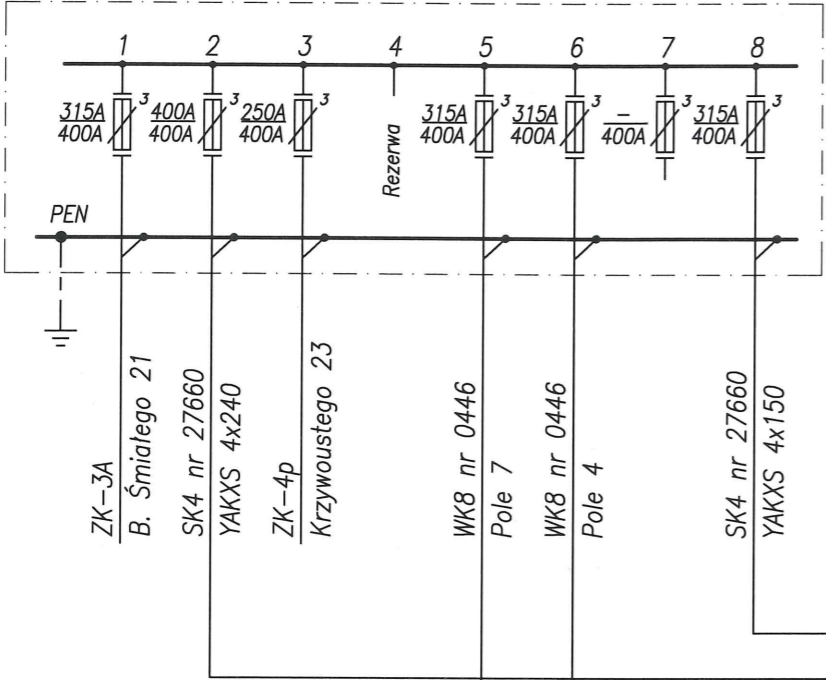 1 2 3 4 5 6 7 8
315A 3 400A 3 250A 3 315A 3 315A 3 – 3 315A 3
400A 400A 400A 400A 400A 400A 400A
Rezerwa
PEN
ZK-3A
B. Śmiałego 21
SK4 nr 27660
YAKXS 4x240
ZK-4p
Krzywoustego 23
WK8 nr 0446
Pole 7
WK8 nr 0446
Pole 4
SK4 nr 27660
YAKXS 4x150